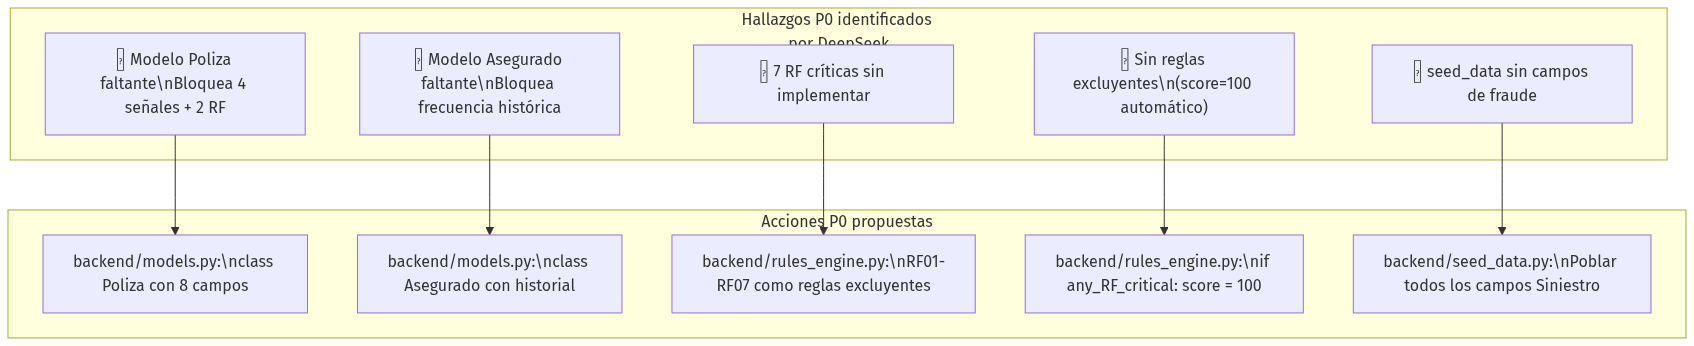 Hallazgos P0 identificados
por DeepSeek
Modelo Poliza
faltante\nBloquea 4
señales + 2 RF
Modelo Asegurado
faltante\nBloquea
frecuencia histórica
7 RF críticas sin
implementar
Sin reglas
excluyentes\n(score=100
automático)
seed_data sin campos
de fraude
Acciones P0 propuestas
backend/models.py:\nclass
Poliza con 8 campos
backend/models.py:\nclass
Asegurado con historial
backend/rules_engine.py:\nRF01-
RF07 como reglas excluyentes
backend/rules_engine.py:\nif
any_RF_critical: score = 100
backend/seed_data.py:\nPoblar
todos los campos Siniestro